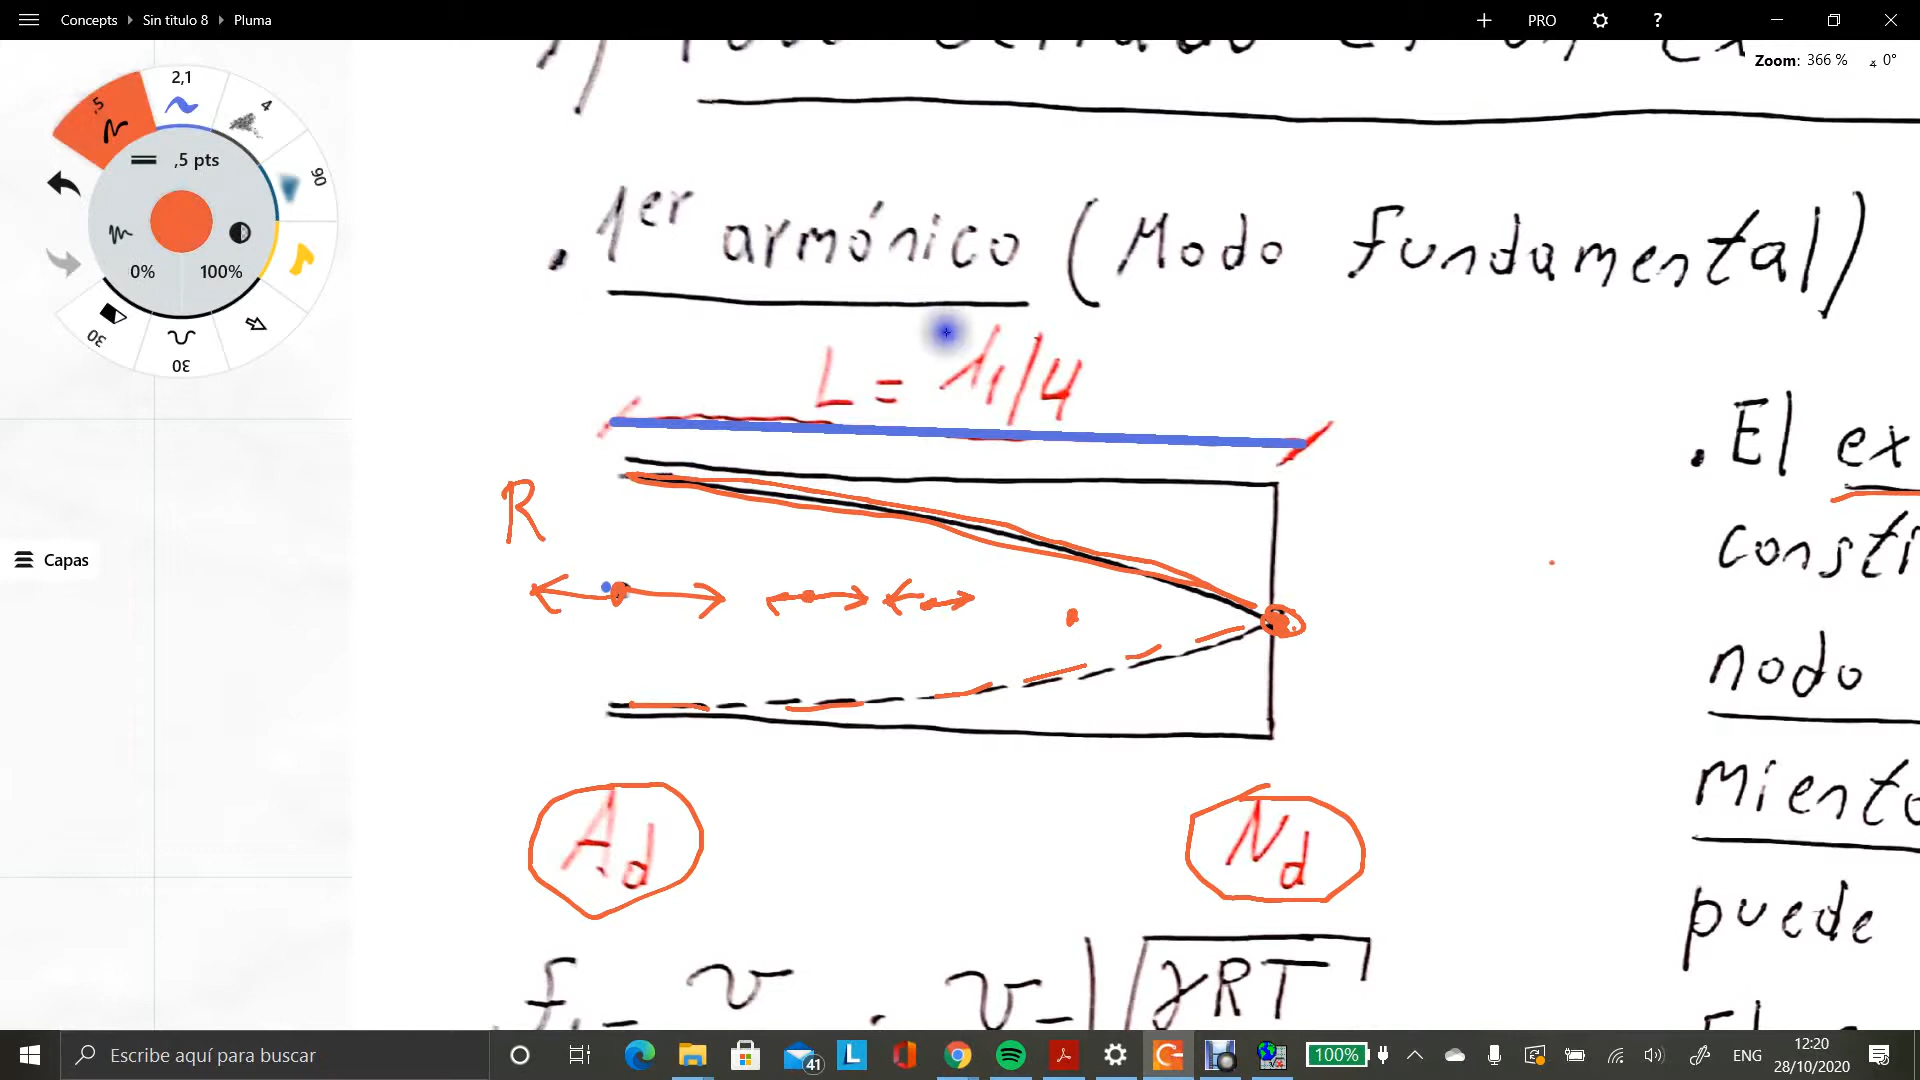 Concepts › Sin título 8 › Pluma
PRO
?
Zoom: 366 % 0°
2,1
,5
4
90
,5 pts
0% 100%
30
30
Capas
. 1er armónico (Modo fundamental)
L = λ1/4
R
Ad
Nd
. El ex
consti
nodo
miento
puede
El
f1 = v . v = √γRT
Escribe aquí para buscar
41
100%
ENG
12:20
28/10/2020